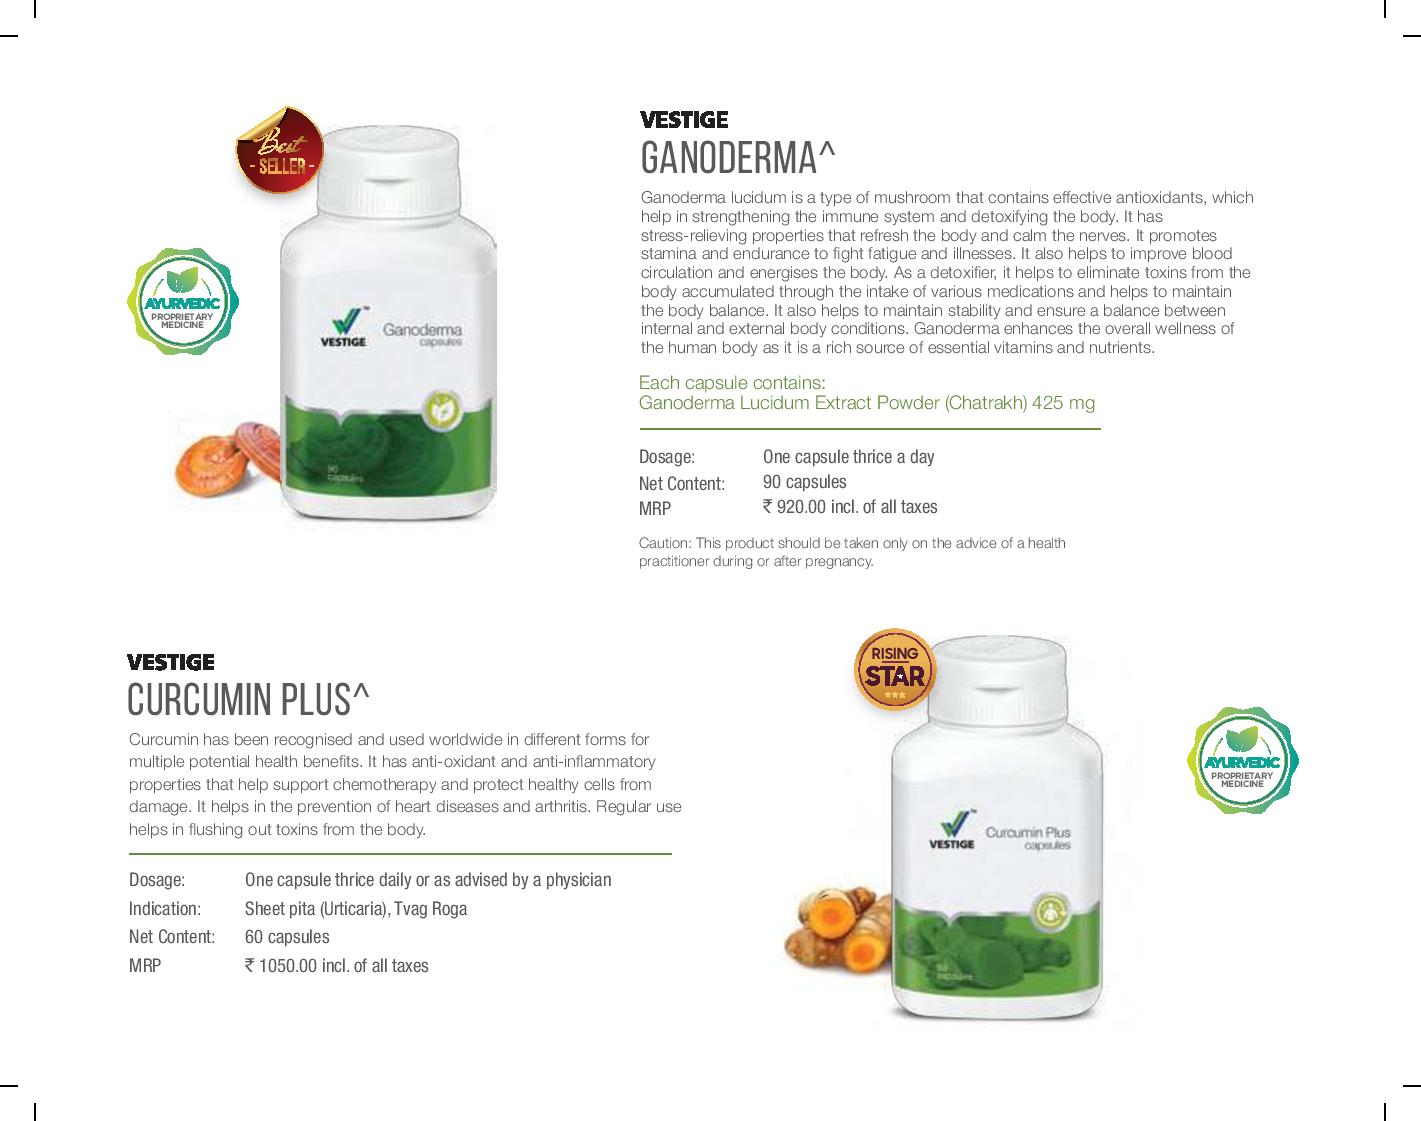 Best
- SELLER -
AYURVEDIC
PROPRIETARY
MEDICINE
VESTIGE
Ganoderma
capsules
90
capsules
VESTIGE
GANODERMA^
Ganoderma lucidum is a type of mushroom that contains effective antioxidants, which
help in strengthening the immune system and detoxifying the body. It has
stress-relieving properties that refresh the body and calm the nerves. It promotes
stamina and endurance to fight fatigue and illnesses. It also helps to improve blood
circulation and energises the body. As a detoxifier, it helps to eliminate toxins from the
body accumulated through the intake of various medications and helps to maintain
the body balance. It also helps to maintain stability and ensure a balance between
internal and external body conditions. Ganoderma enhances the overall wellness of
the human body as it is a rich source of essential vitamins and nutrients.
Each capsule contains:
Ganoderma Lucidum Extract Powder (Chatrakh) 425 mg
Dosage: One capsule thrice a day
Net Content: 90 capsules
MRP ₹ 920.00 incl. of all taxes
Caution: This product should be taken only on the advice of a health
practitioner during or after pregnancy.
VESTIGE
CURCUMIN PLUS^
Curcumin has been recognised and used worldwide in different forms for
multiple potential health benefits. It has anti-oxidant and anti-inflammatory
properties that help support chemotherapy and protect healthy cells from
damage. It helps in the prevention of heart diseases and arthritis. Regular use
helps in flushing out toxins from the body.
Dosage: One capsule thrice daily or as advised by a physician
Indication: Sheet pita (Urticaria), Tvag Roga
Net Content: 60 capsules
MRP ₹ 1050.00 incl. of all taxes
RISING
STAR
VESTIGE
Curcumin Plus
capsules
60
capsules
AYURVEDIC
PROPRIETARY
MEDICINE